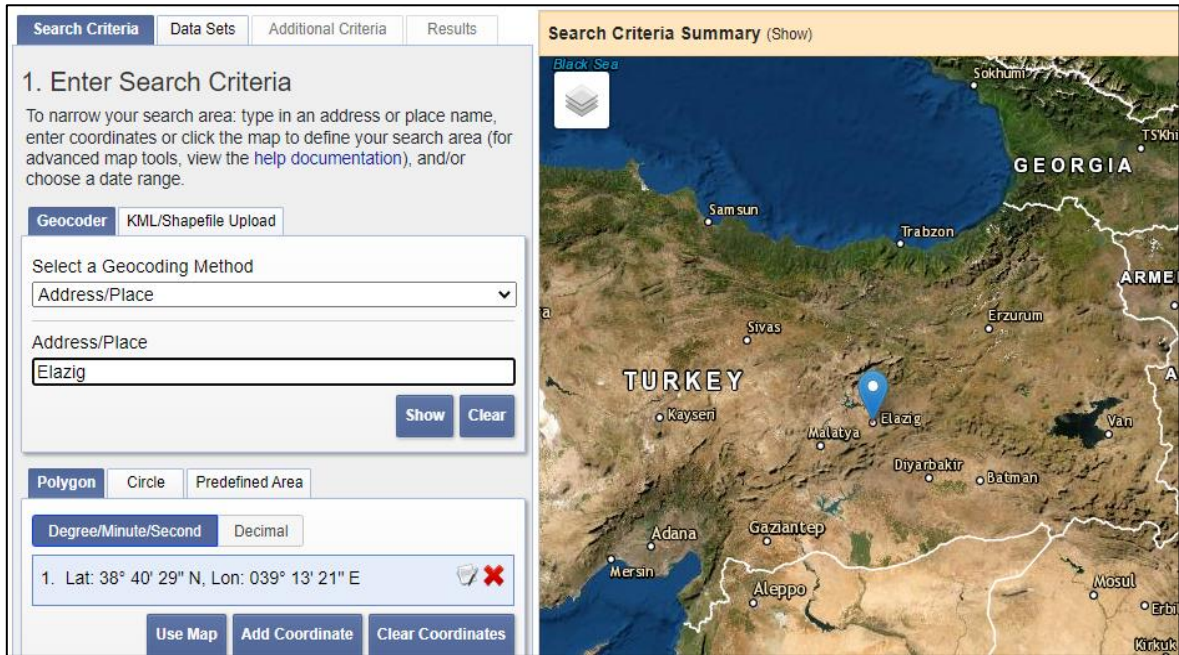 Search Criteria
Data Sets
Additional Criteria
Results
1. Enter Search Criteria
To narrow your search area: type in an address or place name,
enter coordinates or click the map to define your search area (for
advanced map tools, view the help documentation), and/or
choose a date range.
Geocoder
KML/Shapefile Upload
Select a Geocoding Method
Address/Place
Address/Place
Elazig
Show
Clear
Polygon
Circle
Predefined Area
Degree/Minute/Second
Decimal
1. Lat: 38° 40' 29" N, Lon: 039° 13' 21" E
Use Map
Add Coordinate
Clear Coordinates
Search Criteria Summary (Show)
Black Sea
Sokhumi
GEORGIA
Samsun
Trabzon
Erzurum
Sivas
TURKEY
Kayseri
Elazig
Malatya
Van
Diyarbakir
Batman
Adana
Gaziantep
Mersin
Aleppo
Mosul
Kirkuk